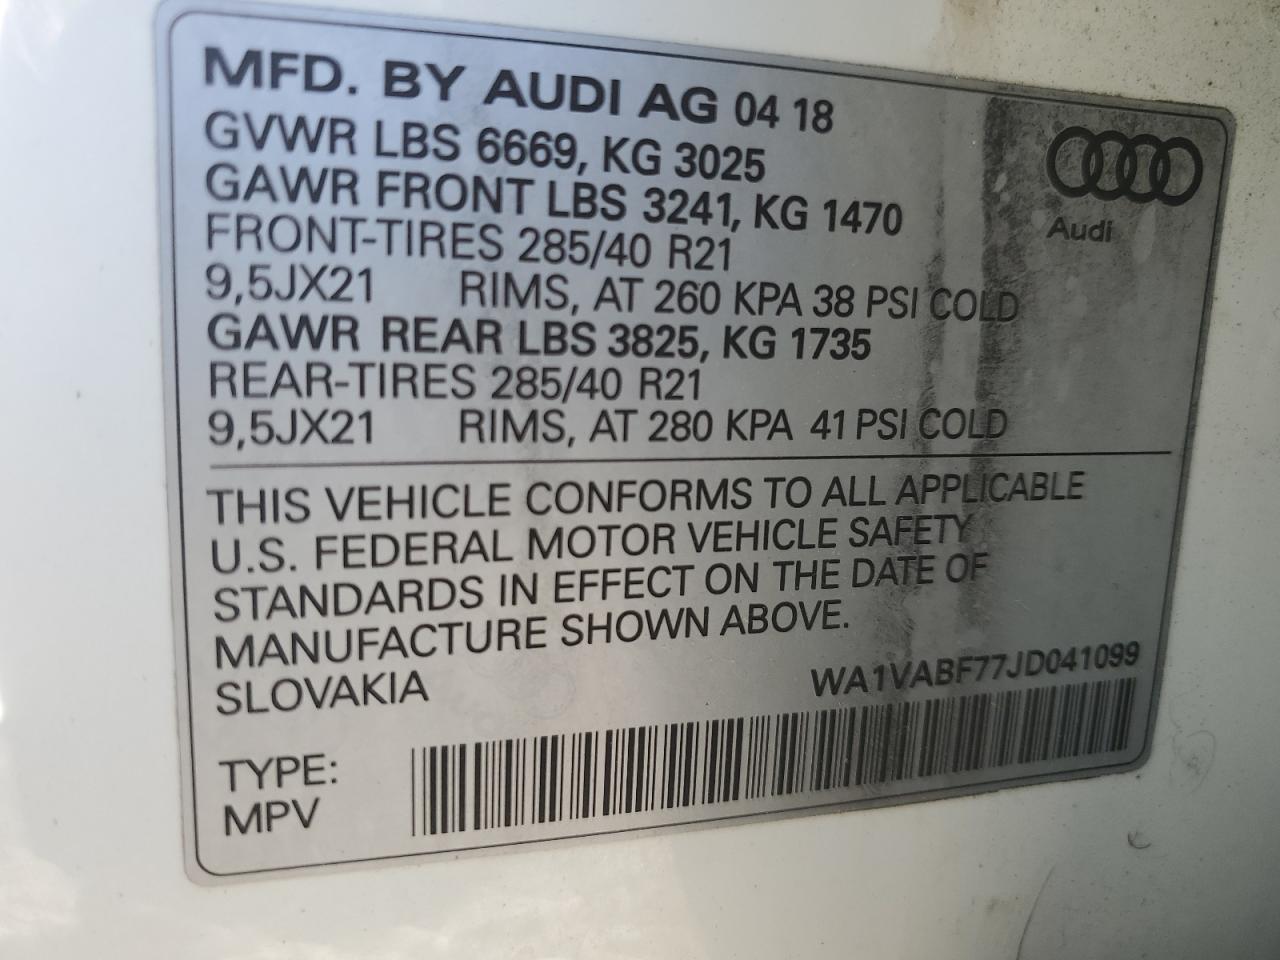 MFD. BY AUDI AG 04 18
GVWR LBS 6669, KG 3025
GAWR FRONT LBS 3241, KG 1470
FRONT-TIRES 285/40 R21
9,5JX21 RIMS, AT 260 KPA 38 PSI COLD
GAWR REAR LBS 3825, KG 1735
REAR-TIRES 285/40 R21
9,5JX21 RIMS, AT 280 KPA 41 PSI COLD
Audi
THIS VEHICLE CONFORMS TO ALL APPLICABLE
U.S. FEDERAL MOTOR VEHICLE SAFETY
STANDARDS IN EFFECT ON THE DATE OF
MANUFACTURE SHOWN ABOVE.
SLOVAKIA
WA1VABF77JD041099
TYPE:
MPV